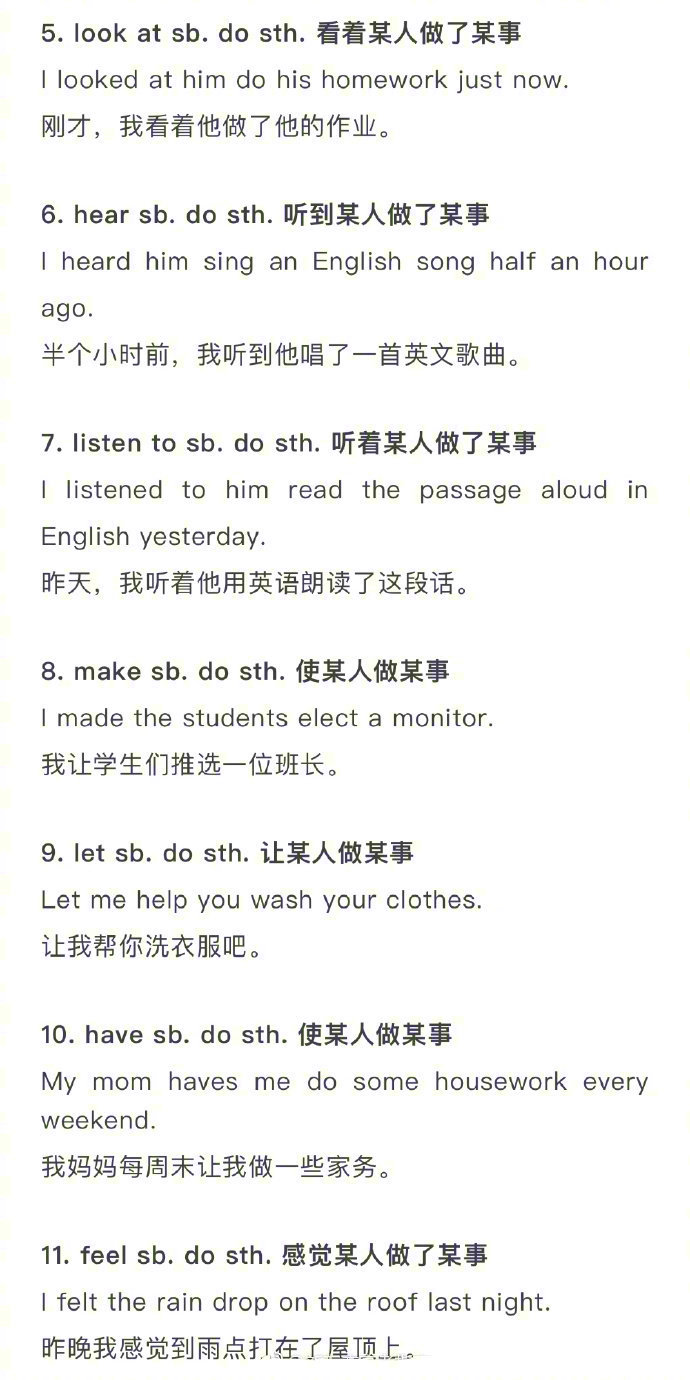 5. look at sb. do sth. 看着某人做了某事
I looked at him do his homework just now.
刚才，我看着他做了他的作业。
6. hear sb. do sth. 听到某人做了某事
I heard him sing an English song half an hour
ago.
半个小时前，我听到他唱了一首英文歌曲。
7. listen to sb. do sth. 听着某人做了某事
I listened to him read the passage aloud in
English yesterday.
昨天，我听着他用英语朗读了这段话。
8. make sb. do sth. 使某人做某事
I made the students elect a monitor.
我让学生们推选一位班长。
9. let sb. do sth. 让某人做某事
Let me help you wash your clothes.
让我帮你洗衣服吧。
10. have sb. do sth. 使某人做某事
My mom haves me do some housework every
weekend.
我妈妈每周末让我做一些家务。
11. feel sb. do sth. 感觉某人做了某事
I felt the rain drop on the roof last night.
昨晚我感觉到雨点打在了屋顶上。